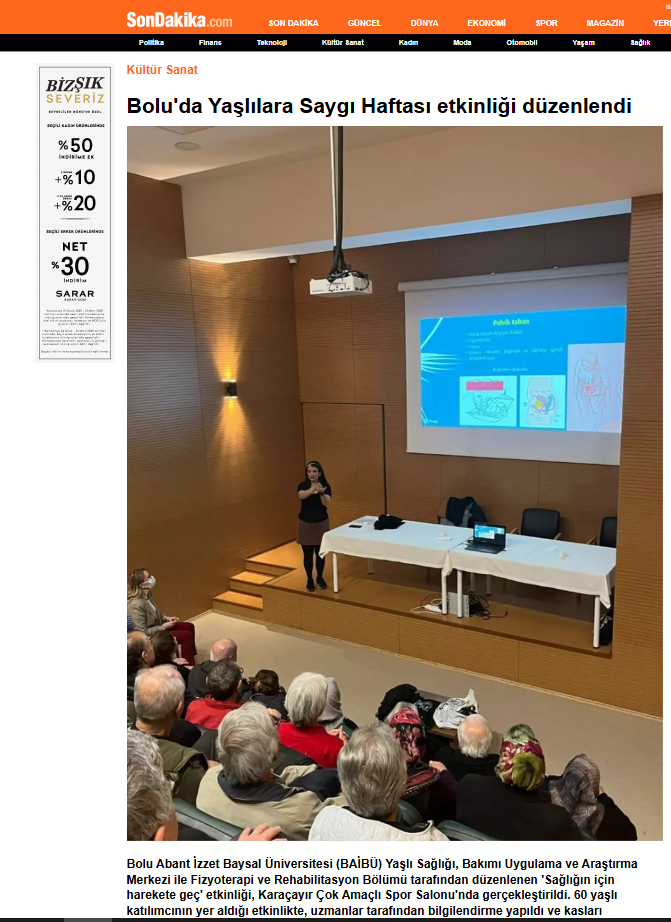 SonDakika.com
SON DAKİKA GÜNCEL DÜNYA EKONOMİ SPOR MAGAZİN YERE
Politika Finans Teknoloji Kültür Sanat Kadın Moda Otomobil Yaşam Sağlık
BİZ ŞIK
SEVERİZ
SEÇİLİ KADIN ÜRÜNLERİNDE
%50
İNDİRİME EK
+%10
+%20
SEÇİLİ ERKEK ÜRÜNLERİNDE
NET
%30
İNDİRİM
SARAR
SARAR.COM
Kültür Sanat
Bolu'da Yaşlılara Saygı Haftası etkinliği düzenlendi
Pelvik taban
Bolu Abant İzzet Baysal Üniversitesi (BAİBÜ) Yaşlı Sağlığı, Bakımı Uygulama ve Araştırma
Merkezi ile Fizyoterapi ve Rehabilitasyon Bölümü tarafından düzenlenen 'Sağlığın için
harekete geç' etkinliği, Karaçayır Çok Amaçlı Spor Salonu'nda gerçekleştirildi. 60 yaşlı
katılımcının yer aldığı etkinlikte, uzmanlar tarafından bilgilendirme yapıldı ve kasları